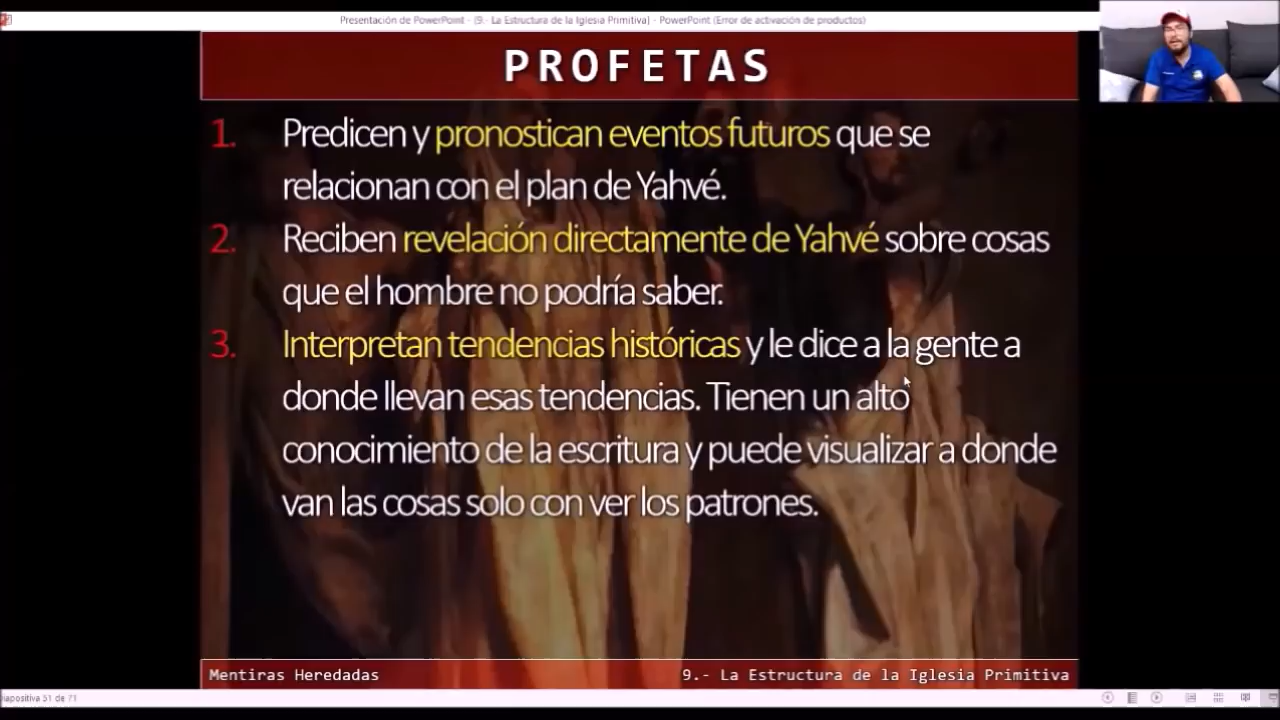 Presentación de PowerPoint - [9.- La Estructura de la Iglesia Primitiva] - PowerPoint (Error de activación de productos)
PROFETAS
1. Predicen y pronostican eventos futuros que se
relacionan con el plan de Yahvé.
2. Reciben revelación directamente de Yahvé sobre cosas
que el hombre no podría saber.
3. Interpretan tendencias históricas y le dice a la gente a
donde llevan esas tendencias. Tienen un alto
conocimiento de la escritura y puede visualizar a donde
van las cosas solo con ver los patrones.
Mentiras Heredadas
9.- La Estructura de la Iglesia Primitiva
iapositiva 51 de 71